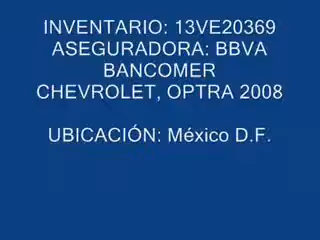 INVENTARIO: 13VE20369
ASEGURADORA: BBVA
BANCOMER
CHEVROLET, OPTRA 2008
UBICACIÓN: México D.F.